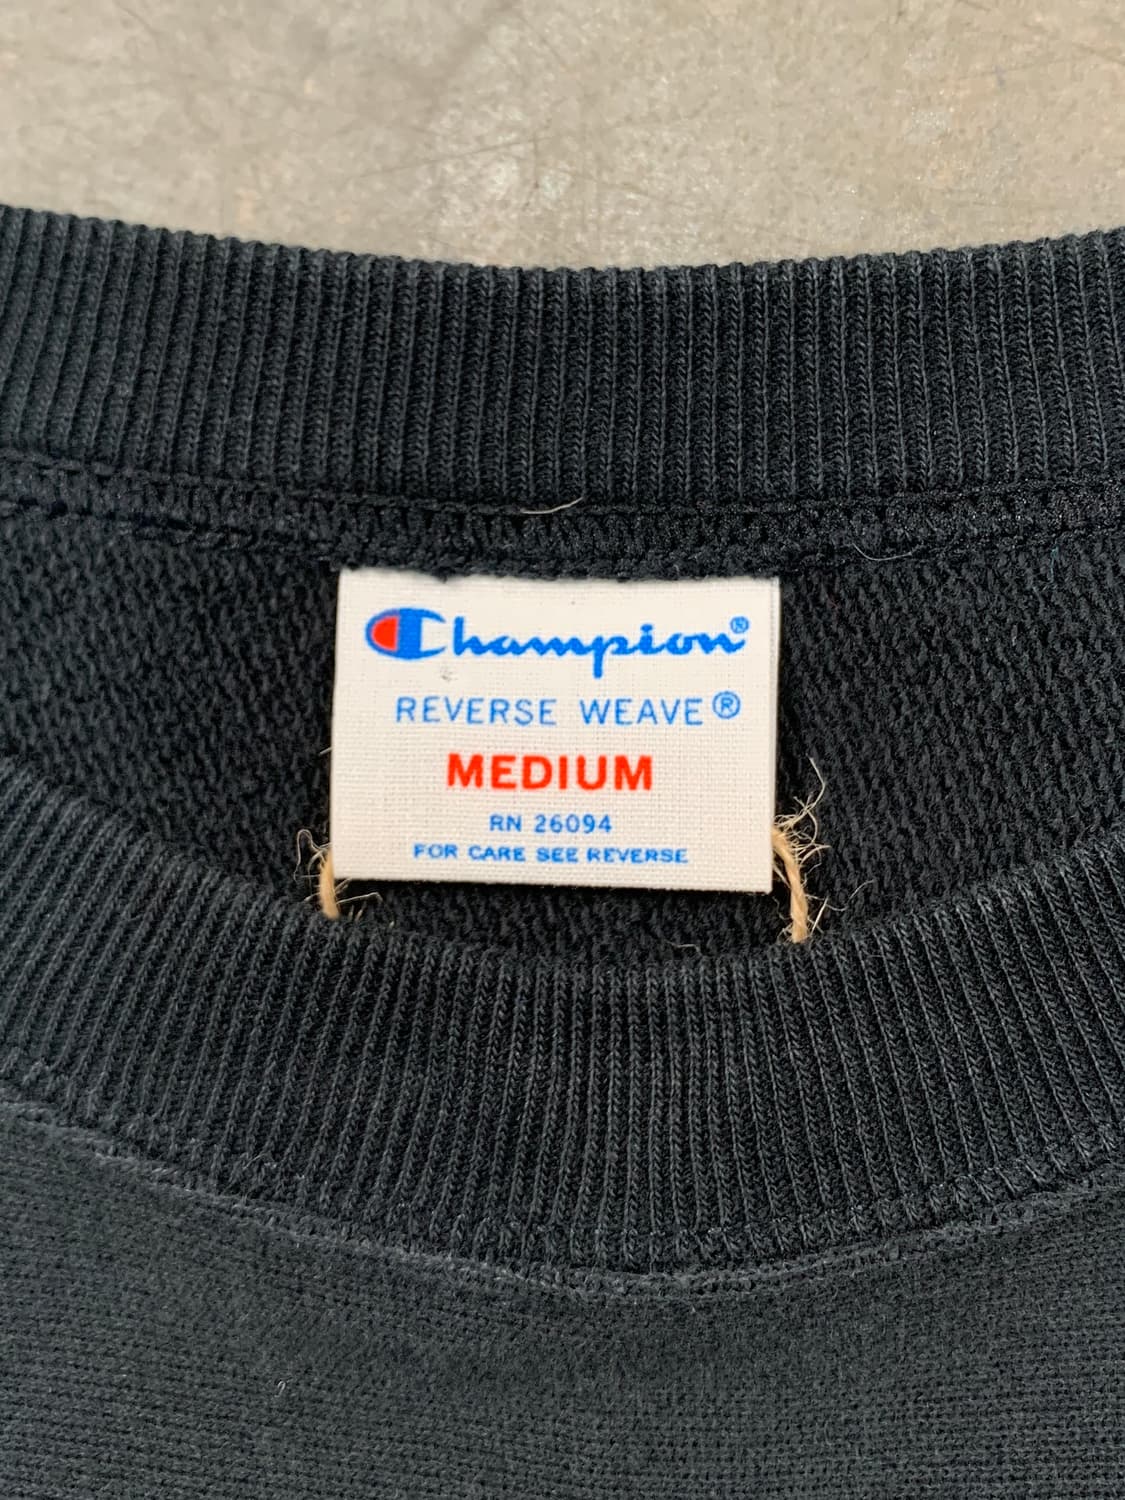 Champion®
REVERSE WEAVE®
MEDIUM
RN 26094
FOR CARE SEE REVERSE